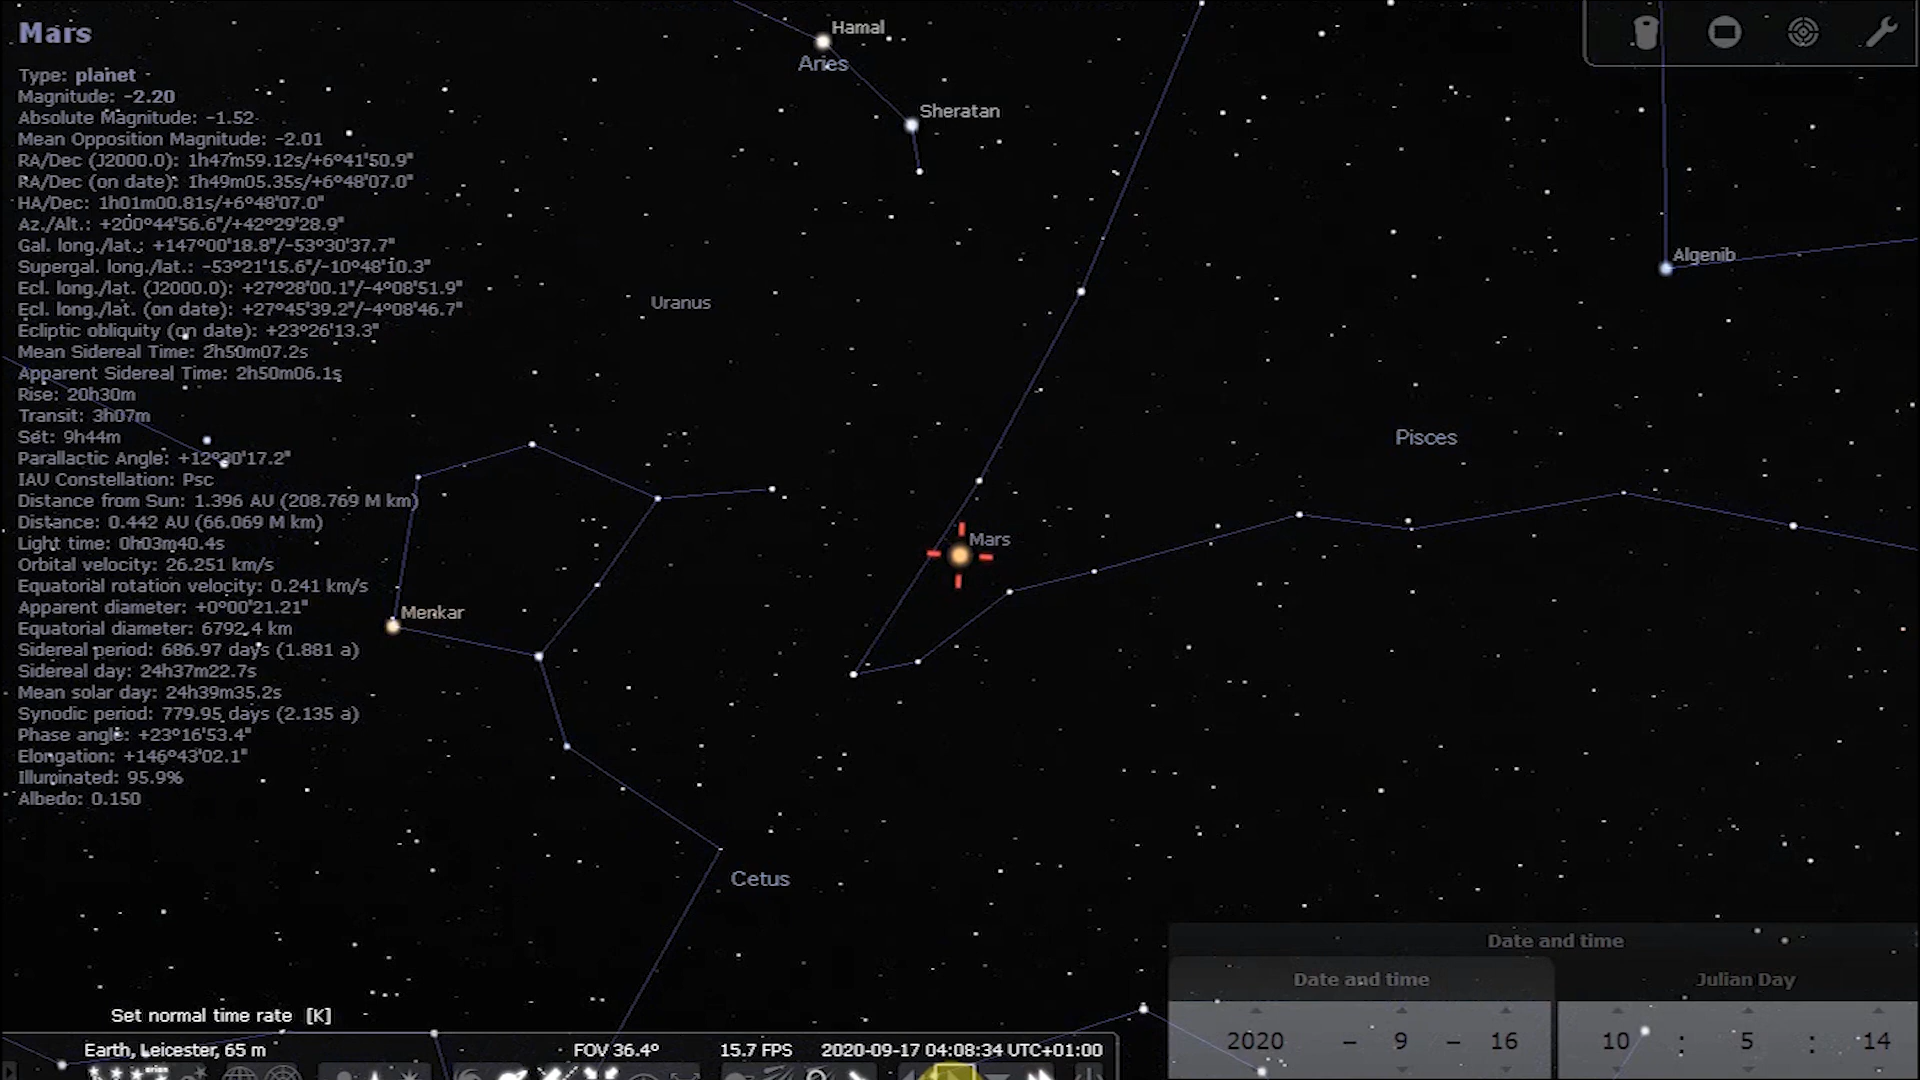 Mars
Type: planet
Magnitude: -2.20
Absolute Magnitude: -1.52
Mean Opposition Magnitude: -2.01
RA/Dec (J2000.0): 1h47m59.12s/+6°41'50.9"
RA/Dec (on date): 1h49m05.35s/+6°48'07.0"
HA/Dec: 1h01m00.81s/+6°48'07.0"
Az./Alt.: +200°44'56.6"/+42°29'28.9"
Gal. long./lat.: +147°00'18.8"/-53°30'37.7"
Supergal. long./lat.: -53°21'15.6"/-10°48'10.3"
Ecl. long./lat. (J2000.0): +27°28'00.1"/-4°08'51.9"
Ecl. long./lat. (on date): +27°45'39.2"/-4°08'46.7"
Ecliptic obliquity (on date): +23°26'13.3"
Mean Sidereal Time: 2h50m07.2s
Apparent Sidereal Time: 2h50m06.1s
Rise: 20h30m
Transit: 3h07m
Set: 9h44m
Parallactic Angle: +12°30'17.2"
IAU Constellation: Psc
Distance from Sun: 1.396 AU (208.769 M km)
Distance: 0.442 AU (66.069 M km)
Light time: 0h03m40.4s
Orbital velocity: 26.251 km/s
Equatorial rotation velocity: 0.241 km/s
Apparent diameter: +0°00'21.21"
Equatorial diameter: 6792.4 km
Sidereal period: 686.97 days (1.881 a)
Sidereal day: 24h37m22.7s
Mean solar day: 24h39m35.2s
Synodic period: 779.95 days (2.135 a)
Phase angle: +23°16'53.4"
Elongation: +146°43'02.1"
Illuminated: 95.9%
Albedo: 0.150
Hamal
Aries
Sheratan
Algenib
Uranus
Pisces
Mars
Menkar
Cetus
Date and time
Date and time Julian Day
2020 - 9 - 16 10 : 5 : 14
Set normal time rate [K]
Earth, Leicester, 65 m FOV 36.4° 15.7 FPS 2020-09-17 04:08:34 UTC+01:00